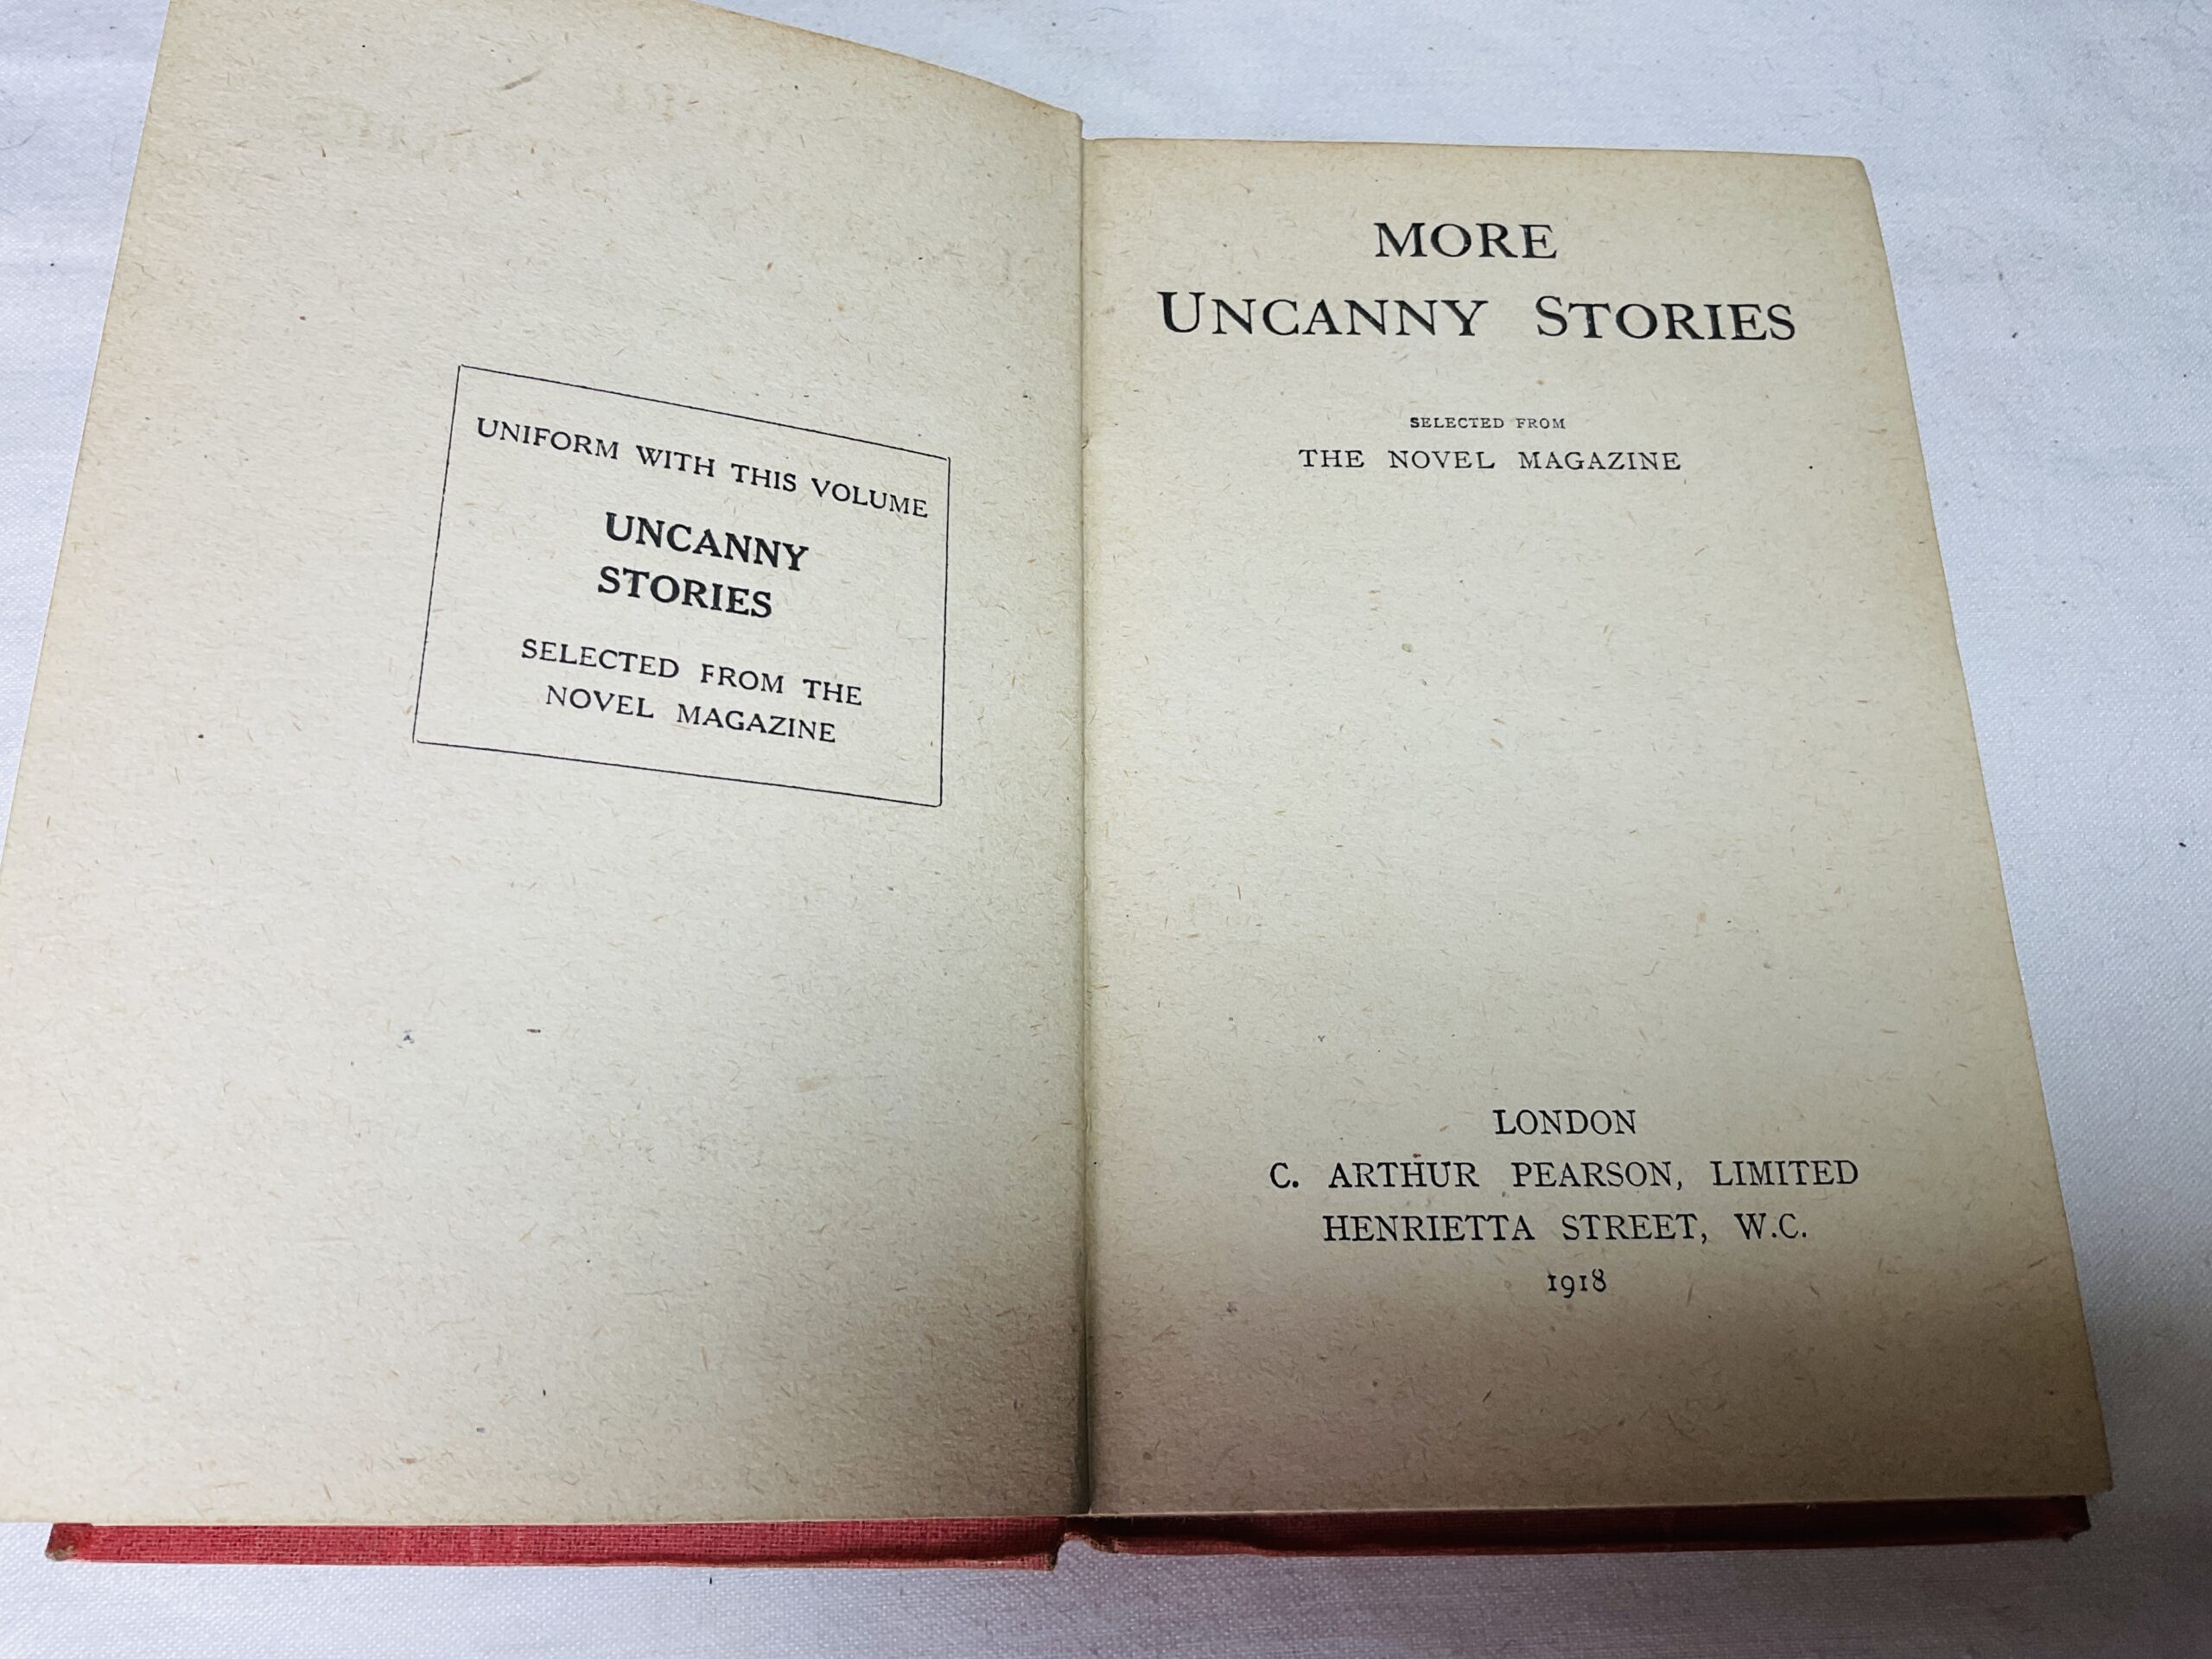 UNIFORM WITH THIS VOLUME
UNCANNY
STORIES
SELECTED FROM THE
NOVEL MAGAZINE
MORE
UNCANNY STORIES
SELECTED FROM
THE NOVEL MAGAZINE
LONDON
C. ARTHUR PEARSON, LIMITED
HENRIETTA STREET, W.C.
1918